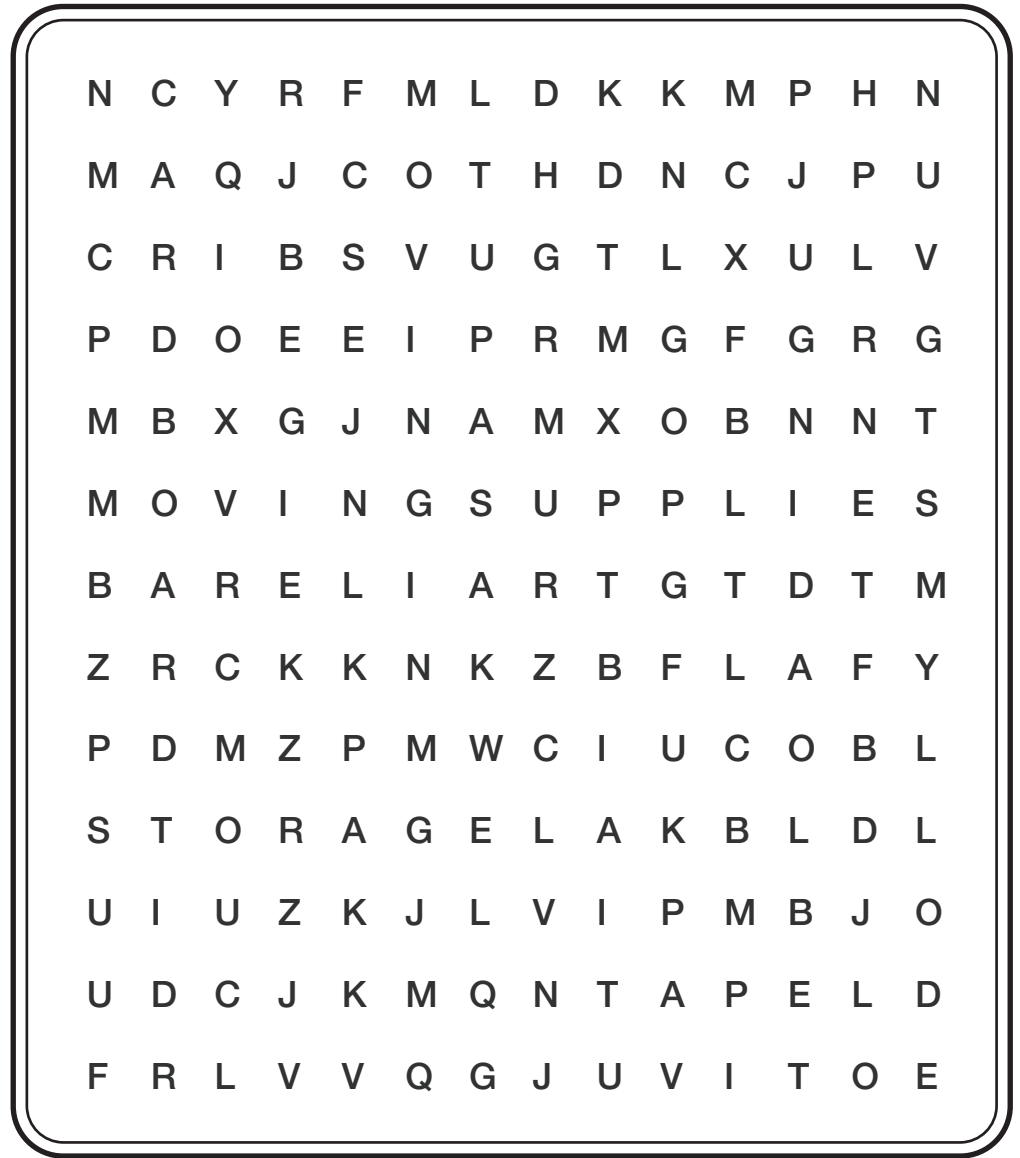 N C Y R F M L D K K M P H N
M A Q J C O T H D N C J P U
C R I B S V U G T L X U L V
P D O E E I P R M G F G R G
M B X G J N A M X O B N N T
M O V I N G S U P P L I E S
B A R E L I A R T G T D T M
Z R C K K N K Z B F L A F Y
P D M Z P M W C I U C O B L
S T O R A G E L A K B L D L
U I U Z K J L V I P M B J O
U D C J K M Q N T A P E L D
F R L V V Q G J U V I T O E